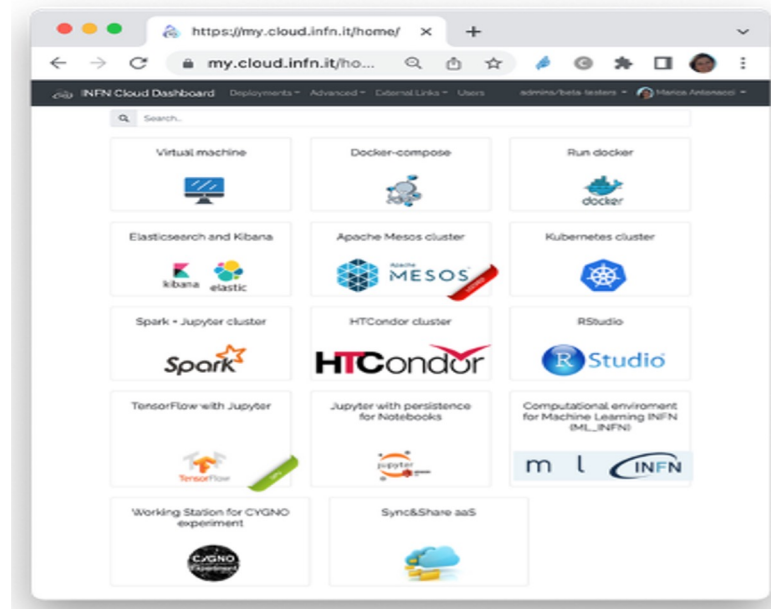 https://my.cloud.infn.it/home/
my.cloud.infn.it/ho...
INFN Cloud Dashboard Deployments Advanced External Links Users admins/beta-testers Marica Antonacci
Search..
Virtual machine Docker-compose Run docker
docker
Elasticsearch and Kibana Apache Mesos cluster Kubernetes cluster
kibana elastic
Apache
MESOS
Spark + Jupyter cluster HTCondor cluster RStudio
Spark HTCondor R Studio
TensorFlow with Jupyter Jupyter with persistence for Notebooks Computational enviroment for Machine Learning INFN (ML_INFN)
TensorFlow
jupyter
m l INFN
Working Station for CYGNO experiment Sync&Share aaS
CYGNO
Experiment